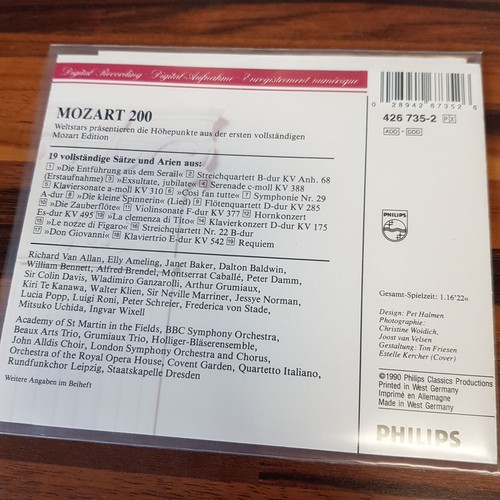 Digital Recording · Digital-Aufnahme · Enregistrement numérique
0 28942 67352 6
426 735-2 PX
ADD - DDD
MOZART 200
Weltstars präsentieren die Höhepunkte aus der ersten vollständigen
Mozart Edition
19 vollständige Sätze und Arien aus:
1 »Die Entführung aus dem Serail« 2 Streichquartett B-dur KV Anh. 68
(Erstaufnahme) 3 »Exsultate, jubilate« 4 Serenade c-moll KV 388
5 Klaviersonate a-moll KV 310 6 »Così fan tutte« 7 Symphonie Nr. 29
A-dur 8 »Die kleine Spinnerin« (Lied) 9 Flötenquartett D-dur KV 285
10 »Die Zauberflöte« 11 Violinsonate F-dur KV 377 12 Hornkonzert
Es-dur KV 495 13 »La clemenza di Tito« 14 Klavierkonzert D-dur KV 175
15 »Le nozze di Figaro« 16 Streichquartett Nr. 22 B-dur
17 »Don Giovanni« 18 Klaviertrio E-dur KV 542 19 Requiem
Richard Van Allan, Elly Ameling, Janet Baker, Dalton Baldwin,
William Bennett, Alfred Brendel, Montserrat Caballé, Peter Damm,
Sir Colin Davis, Wladimiro Ganzarolli, Arthur Grumiaux,
Kiri Te Kanawa, Walter Klien, Sir Neville Marriner, Jessye Norman,
Lucia Popp, Luigi Roni, Peter Schreier, Frederica von Stade,
Mitsuko Uchida, Ingvar Wixell
Academy of St Martin in the Fields, BBC Symphony Orchestra,
Beaux Arts Trio, Grumiaux Trio, Holliger-Bläserensemble,
John Alldis Choir, London Symphony Orchestra and Chorus,
Orchestra of the Royal Opera House, Covent Garden, Quartetto Italiano,
Rundfunkchor Leipzig, Staatskapelle Dresden
Weitere Angaben im Beiheft
PHILIPS
Gesamt-Spielzeit: 1.16'22»
Design: Pet Halmen
Photographie:
Christine Woidich,
Joost van Velsen
Gestaltung: Ton Friesen
Estelle Kercher (Cover)
©1990 Philips Classics Productions
Printed in West Germany
Imprimé en Allemagne
Made in West Germany
PHILIPS